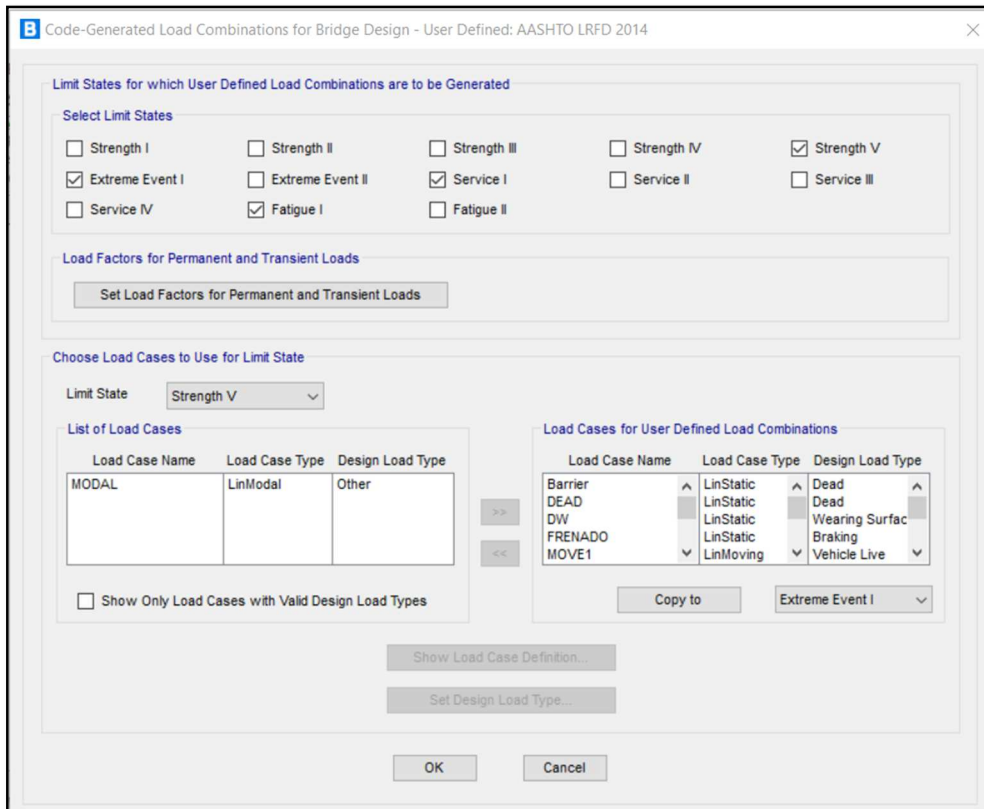 B Code-Generated Load Combinations for Bridge Design - User Defined: AASHTO LRFD 2014
Limit States for which User Defined Load Combinations are to be Generated
Select Limit States
Strength I Strength II Strength III Strength IV Strength V
Extreme Event I Extreme Event II Service I Service II Service III
Service IV Fatigue I Fatigue II
Load Factors for Permanent and Transient Loads
Set Load Factors for Permanent and Transient Loads
Choose Load Cases to Use for Limit State
Limit State Strength V
List of Load Cases
Load Case Name Load Case Type Design Load Type
MODAL LinModal Other
Show Only Load Cases with Valid Design Load Types
>>
<<
Load Cases for User Defined Load Combinations
Load Case Name Load Case Type Design Load Type
Barrier LinStatic Dead
DEAD LinStatic Dead
DW LinStatic Wearing Surfac
FRENADO LinStatic Braking
MOVE1 LinMoving Vehicle Live
Copy to Extreme Event I
Show Load Case Definition...
Set Design Load Type...
OK Cancel